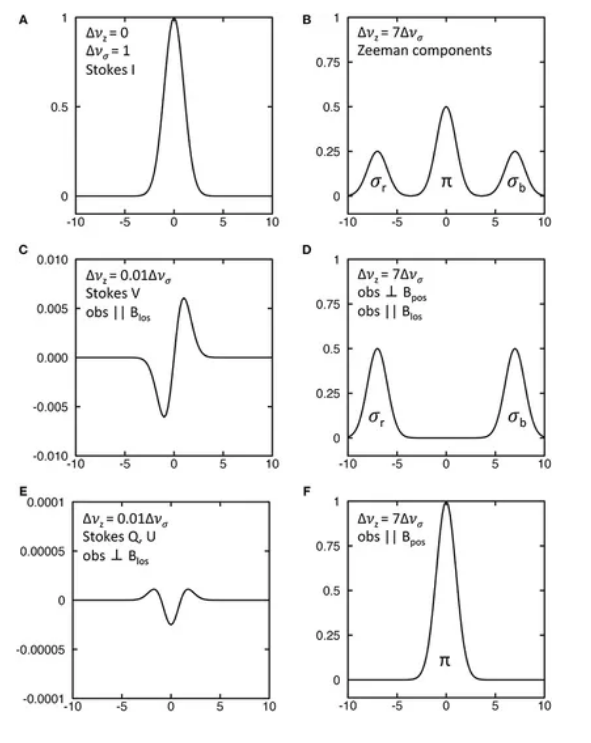 A
Δν_z = 0
Δν_σ = 1
Stokes I
1
0.5
0
-10 -5 0 5 10
B
Δν_z = 7Δν_σ
Zeeman components
1
0.75
0.5
0.25
0
σ_r π σ_b
-10 -5 0 5 10
C
Δν_z = 0.01Δν_σ
Stokes V
obs || B_los
0.010
0.005
0.000
-0.005
-0.010
-10 -5 0 5 10
D
Δν_z = 7Δν_σ
obs ⊥ B_pos
obs || B_los
1
0.75
0.5
0.25
0
σ_r σ_b
-10 -5 0 5 10
E
Δν_z = 0.01Δν_σ
Stokes Q, U
obs ⊥ B_los
0.0001
0.00005
0
-0.00005
-0.0001
-10 -5 0 5 10
F
Δν_z = 7Δν_σ
obs || B_pos
1
0.75
0.5
0.25
0
π
-10 -5 0 5 10